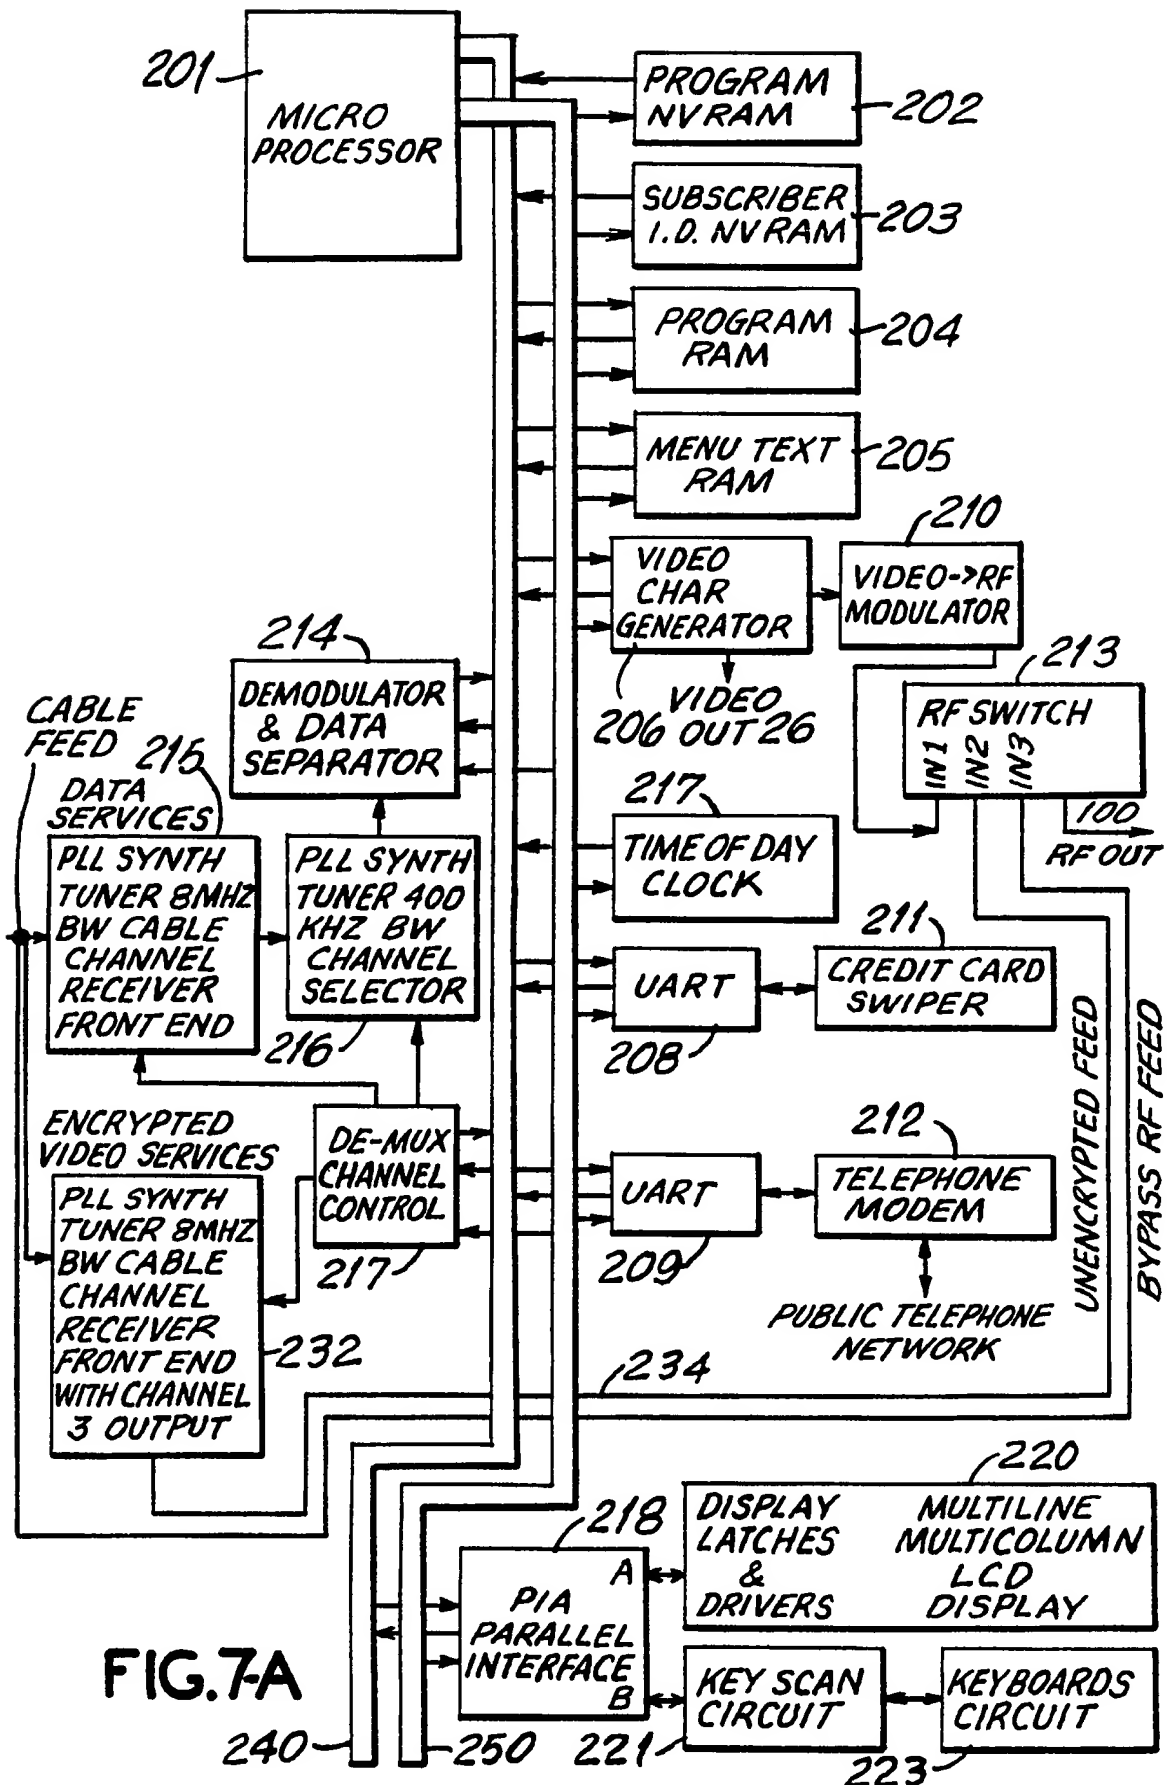 201
MICRO
PROCESSOR
PROGRAM
NVRAM
202
SUBSCRIBER
I.D. NVRAM
203
PROGRAM
RAM
204
MENU TEXT
RAM
205
210
VIDEO
CHAR
GENERATOR
VIDEO->RF
MODULATOR
214
213
DEMODULATOR
& DATA
SEPARATOR
206
VIDEO
OUT 26
RF SWITCH
IN1
IN2
IN3
CABLE
FEED
215
DATA
SERVICES
217
100
RF OUT
PLL SYNTH
TUNER 8MHZ
BW CABLE
CHANNEL
RECEIVER
FRONT END
PLL SYNTH
TUNER 400
KHZ BW
CHANNEL
SELECTOR
216
TIME OF DAY
CLOCK
211
UART
208
CREDIT CARD
SWIPER
UNENCRYPTED FEED
BYPASS RF FEED
ENCRYPTED
VIDEO SERVICES
DE-MUX
CHANNEL
CONTROL
217
212
UART
209
TELEPHONE
MODEM
PUBLIC TELEPHONE
NETWORK
PLL SYNTH
TUNER 8MHZ
BW CABLE
CHANNEL
RECEIVER
FRONT END
WITH CHANNEL
3 OUTPUT
232
234
220
218
DISPLAY
LATCHES
&
DRIVERS
MULTILINE
MULTICOLUMN
LCD
DISPLAY
A
PIA
PARALLEL
INTERFACE
B
KEY SCAN
CIRCUIT
KEYBOARDS
CIRCUIT
FIG.7-A
240
250
221
223